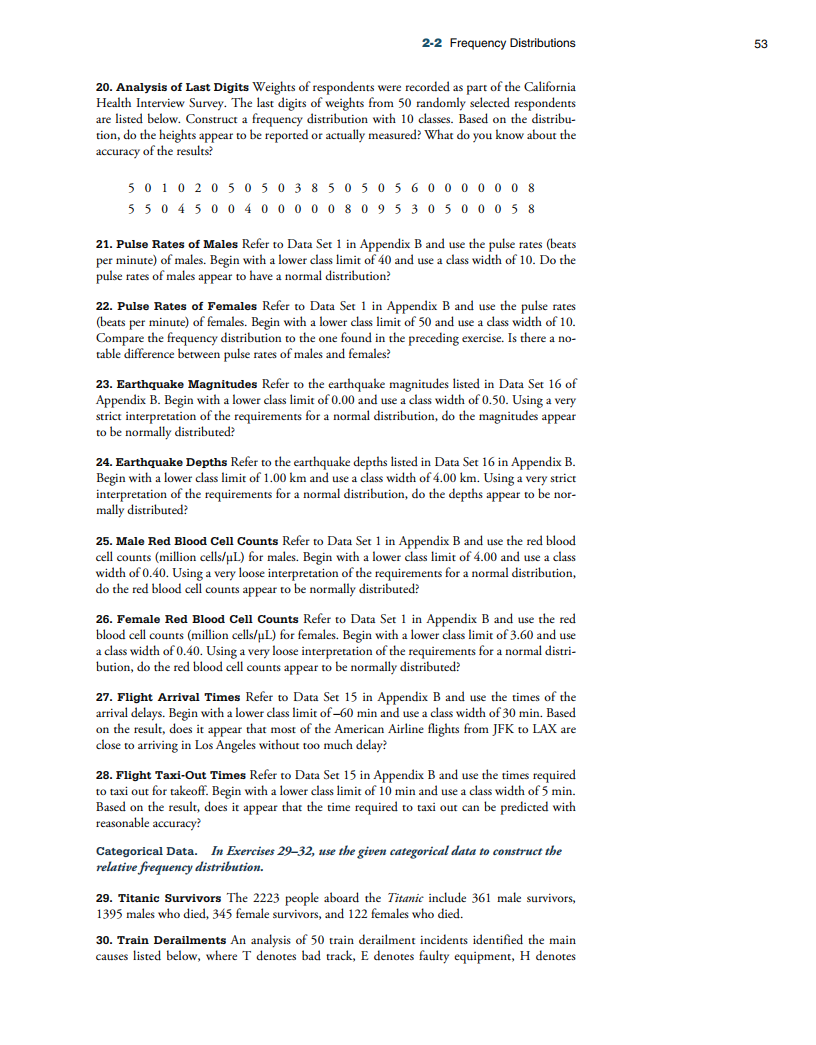 2-2 Frequency Distributions 53
20. Analysis of Last Digits Weights of respondents were recorded as part of the California
Health Interview Survey. The last digits of weights from 50 randomly selected respondents
are listed below. Construct a frequency distribution with 10 classes. Based on the distribu-
tion, do the heights appear to be reported or actually measured? What do you know about the
accuracy of the results?
5 0 1 0 2 0 5 0 5 0 3 8 5 0 5 0 5 6 0 0 0 0 0 0 8
5 5 0 4 5 0 0 4 0 0 0 0 0 8 0 9 5 3 0 5 0 0 0 5 8
21. Pulse Rates of Males Refer to Data Set 1 in Appendix B and use the pulse rates (beats
per minute) of males. Begin with a lower class limit of 40 and use a class width of 10. Do the
pulse rates of males appear to have a normal distribution?
22. Pulse Rates of Females Refer to Data Set 1 in Appendix B and use the pulse rates
(beats per minute) of females. Begin with a lower class limit of 50 and use a class width of 10.
Compare the frequency distribution to the one found in the preceding exercise. Is there a no-
table difference between pulse rates of males and females?
23. Earthquake Magnitudes Refer to the earthquake magnitudes listed in Data Set 16 of
Appendix B. Begin with a lower class limit of 0.00 and use a class width of 0.50. Using a very
strict interpretation of the requirements for a normal distribution, do the magnitudes appear
to be normally distributed?
24. Earthquake Depths Refer to the earthquake depths listed in Data Set 16 in Appendix B.
Begin with a lower class limit of 1.00 km and use a class width of 4.00 km. Using a very strict
interpretation of the requirements for a normal distribution, do the depths appear to be nor-
mally distributed?
25. Male Red Blood Cell Counts Refer to Data Set 1 in Appendix B and use the red blood
cell counts (million cells/µL) for males. Begin with a lower class limit of 4.00 and use a class
width of 0.40. Using a very loose interpretation of the requirements for a normal distribution,
do the red blood cell counts appear to be normally distributed?
26. Female Red Blood Cell Counts Refer to Data Set 1 in Appendix B and use the red
blood cell counts (million cells/µL) for females. Begin with a lower class limit of 3.60 and use
a class width of 0.40. Using a very loose interpretation of the requirements for a normal distri-
bution, do the red blood cell counts appear to be normally distributed?
27. Flight Arrival Times Refer to Data Set 15 in Appendix B and use the times of the
arrival delays. Begin with a lower class limit of –60 min and use a class width of 30 min. Based
on the result, does it appear that most of the American Airline flights from JFK to LAX are
close to arriving in Los Angeles without too much delay?
28. Flight Taxi-Out Times Refer to Data Set 15 in Appendix B and use the times required
to taxi out for takeoff. Begin with a lower class limit of 10 min and use a class width of 5 min.
Based on the result, does it appear that the time required to taxi out can be predicted with
reasonable accuracy?
Categorical Data. In Exercises 29–32, use the given categorical data to construct the
relative frequency distribution.
29. Titanic Survivors The 2223 people aboard the Titanic include 361 male survivors,
1395 males who died, 345 female survivors, and 122 females who died.
30. Train Derailments An analysis of 50 train derailment incidents identified the main
causes listed below, where T denotes bad track, E denotes faulty equipment, H denotes